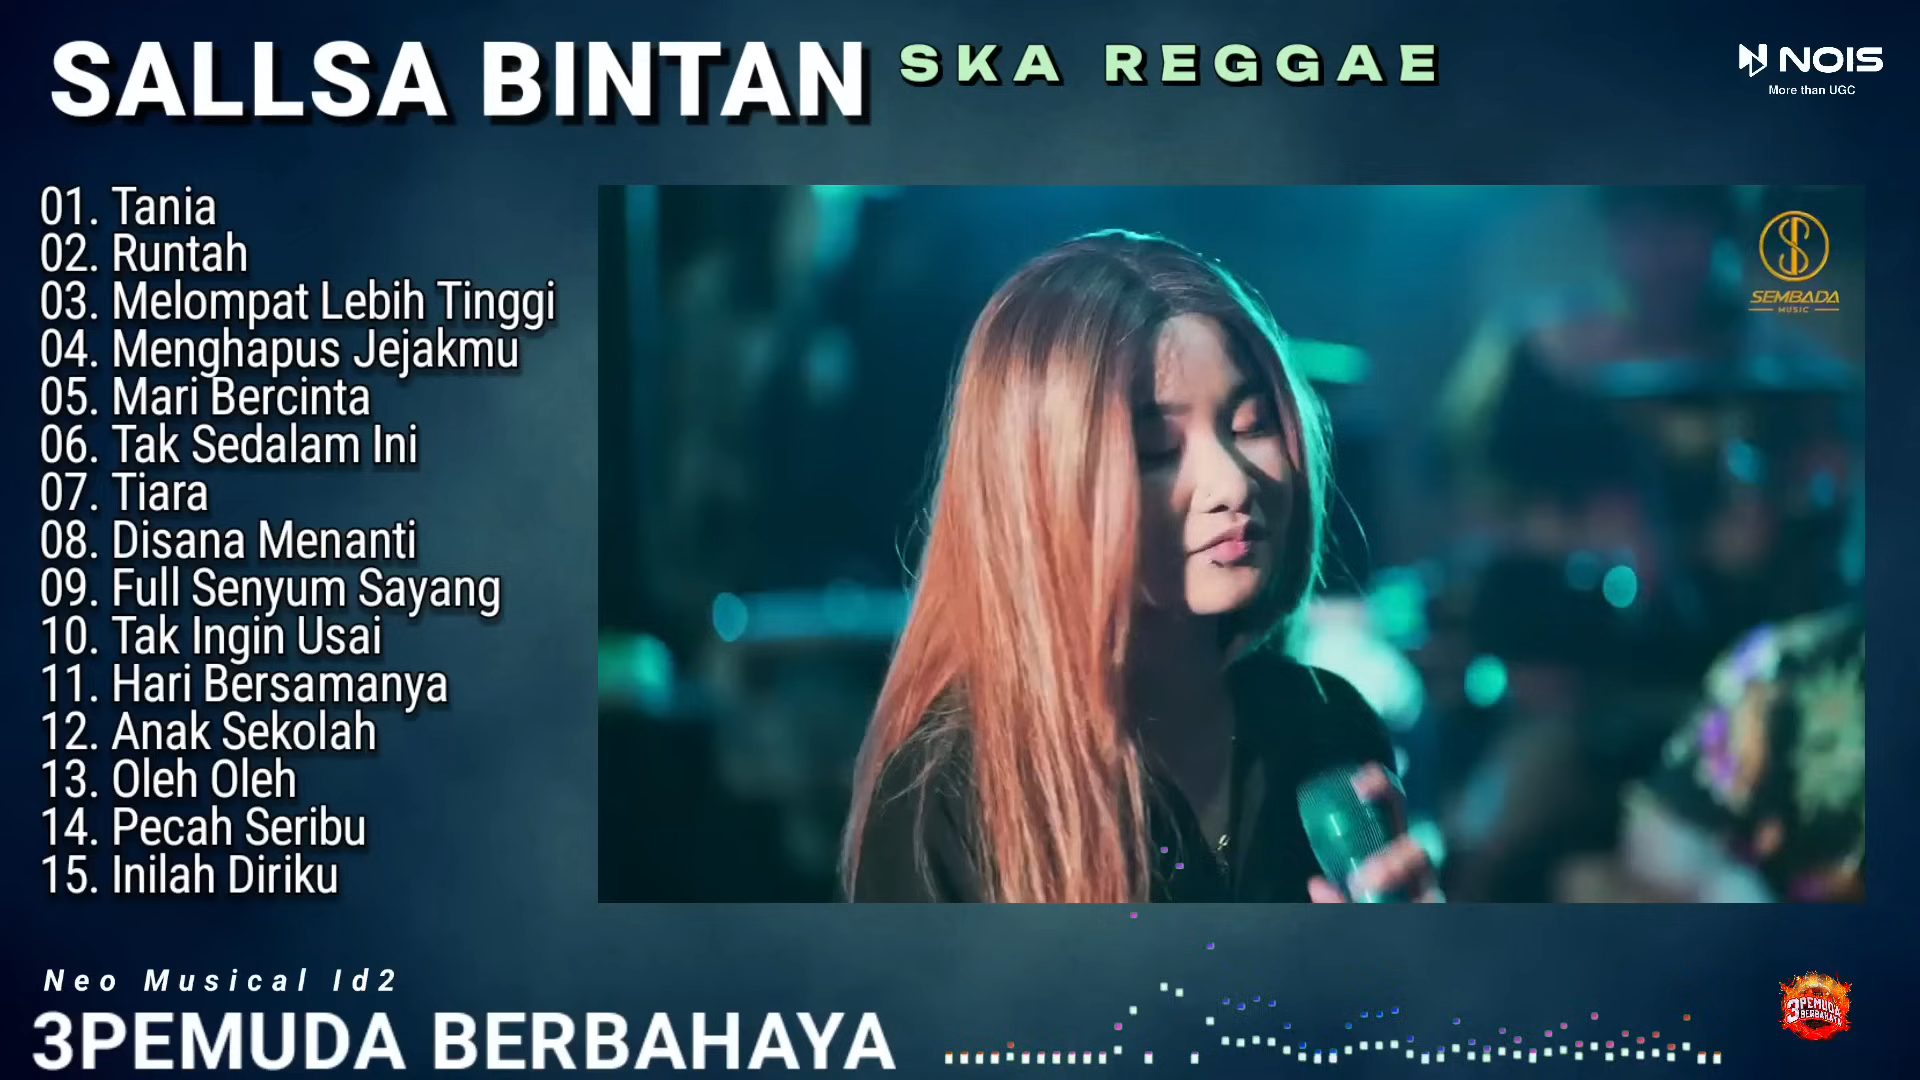 SALLSA BINTAN
SKA REGGAE
NOIS
More than UGC
01. Tania
02. Runtah
03. Melompat Lebih Tinggi
04. Menghapus Jejakmu
05. Mari Bercinta
06. Tak Sedalam Ini
07. Tiara
08. Disana Menanti
09. Full Senyum Sayang
10. Tak Ingin Usai
11. Hari Bersamanya
12. Anak Sekolah
13. Oleh Oleh
14. Pecah Seribu
15. Inilah Diriku
SEMBADA
MUSIC
Neo Musical Id2
3PEMUDA BERBAHAYA
3PEMUDA
BERBAHAYA